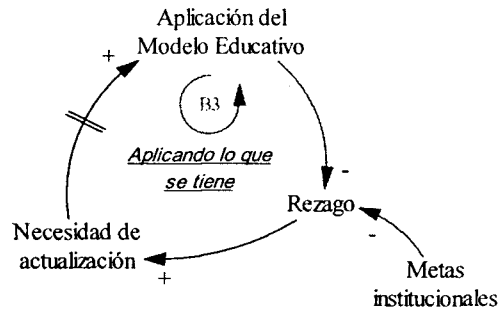 Aplicación del
Modelo Educativo
+
B3
Aplicando lo que
se tiene
-
Rezago
-
Necesidad de
actualización
+
Metas
institucionales